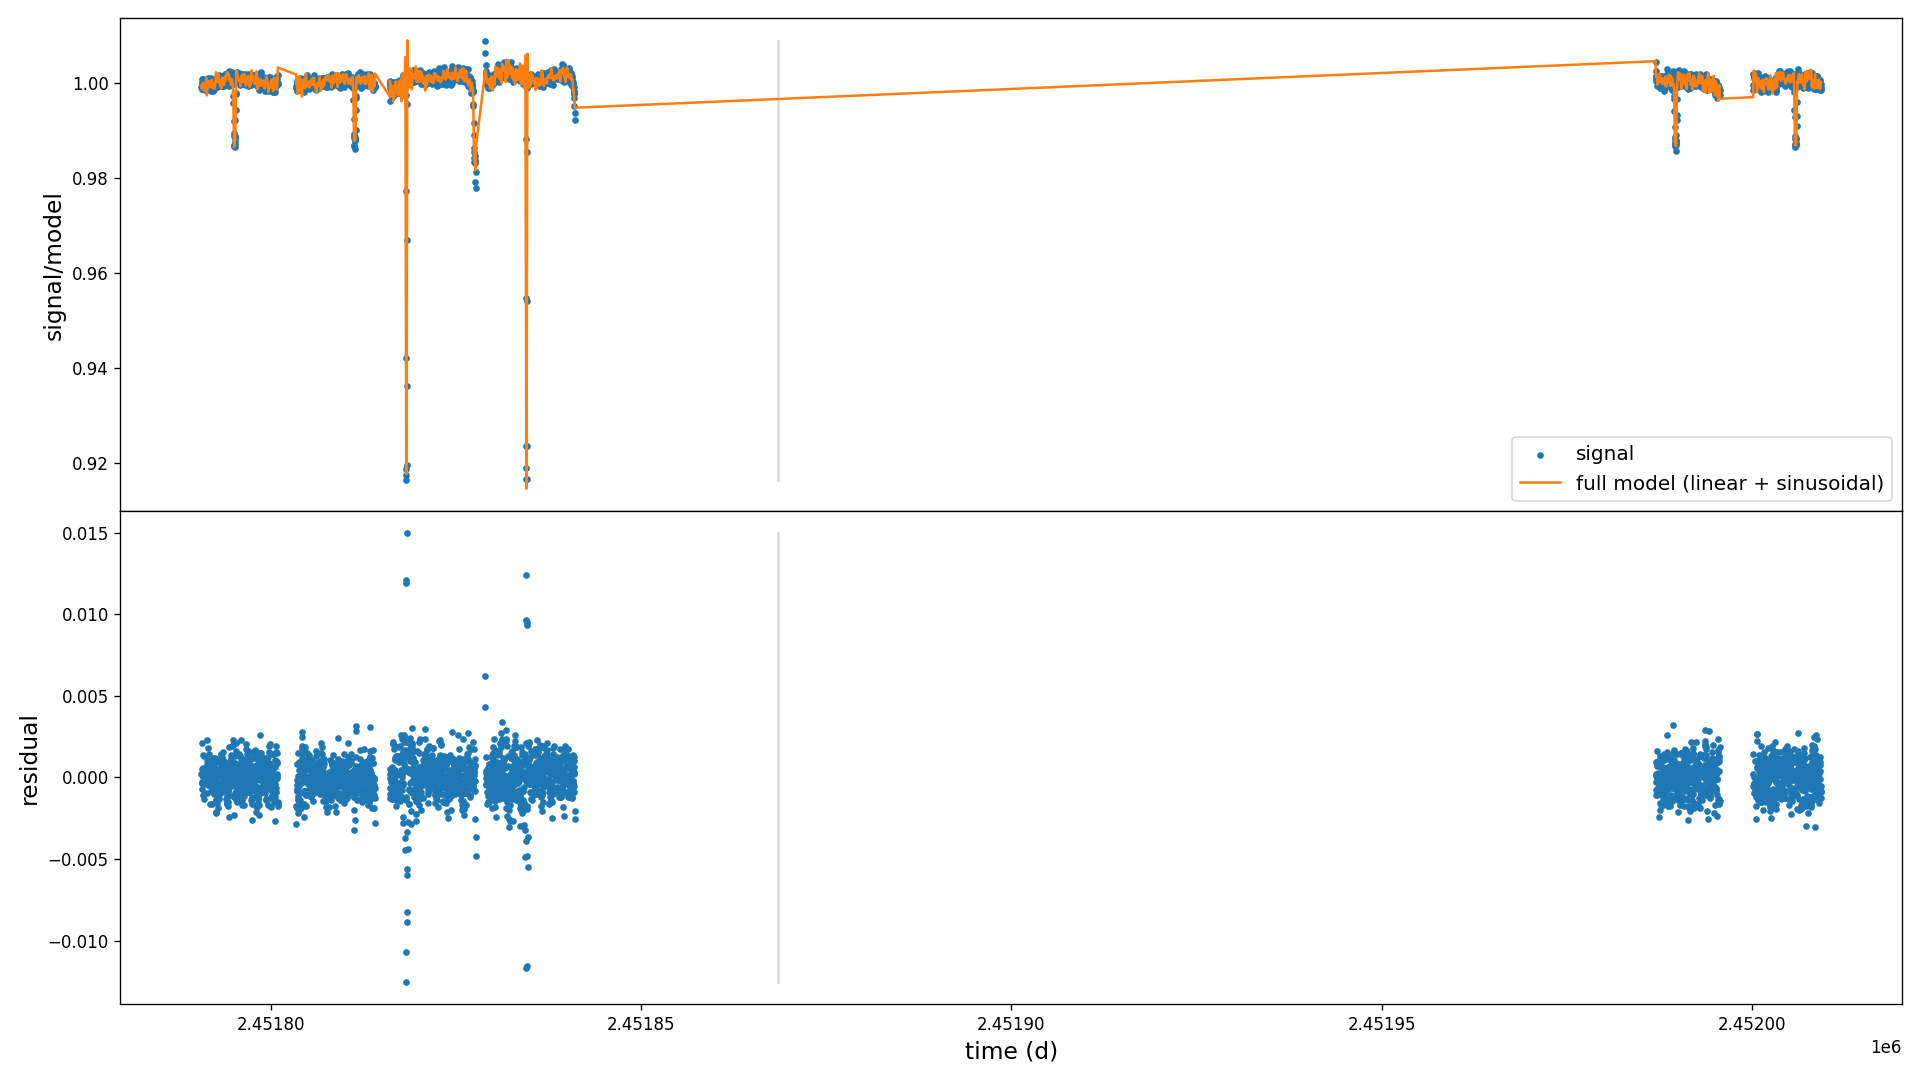 1.00
0.98
0.96
0.94
0.92
signal/model
signal
full model (linear + sinusoidal)
0.015
0.010
0.005
0.000
−0.005
−0.010
residual
2.45180
2.45185
2.45190
2.45195
2.45200
time (d)
1e6